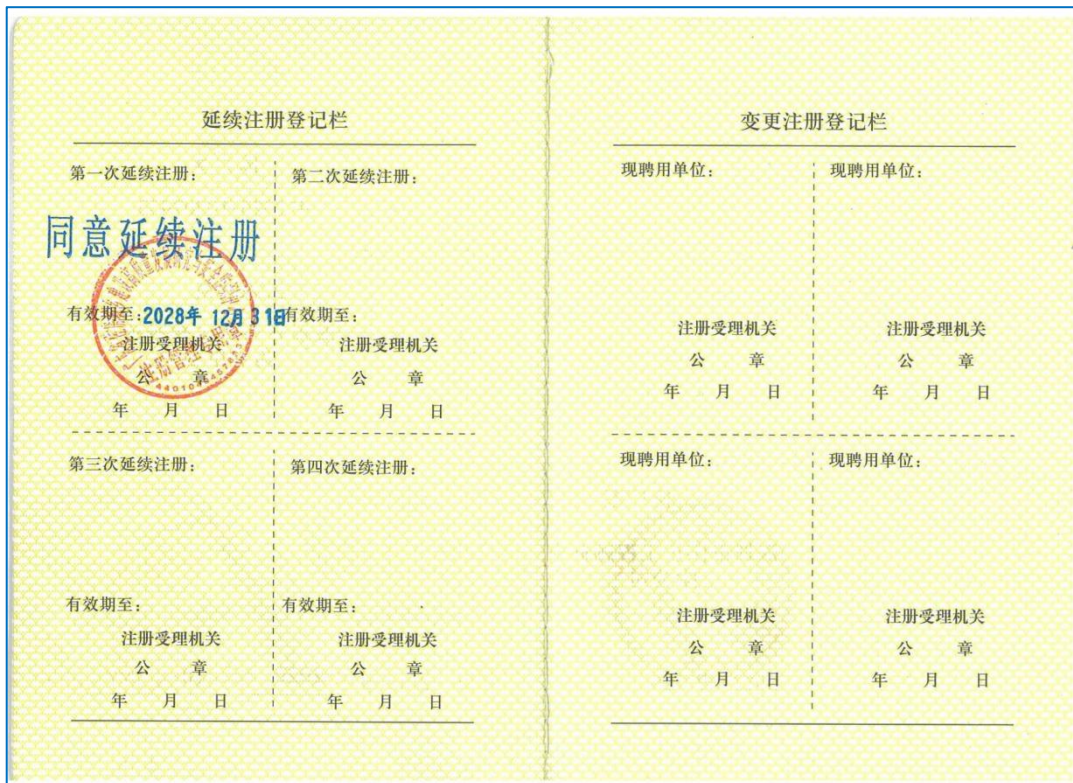 延续注册登记栏
第一次延续注册：
第二次延续注册：
同意延续注册
有效期至：2028年 12月31日
有效期至：
注册受理机关
注册受理机关
公 章
公 章
年 月 日
年 月 日
第三次延续注册：
第四次延续注册：
有效期至：
有效期至：
注册受理机关
注册受理机关
公 章
公 章
年 月 日
年 月 日
变更注册登记栏
现聘用单位：
现聘用单位：
注册受理机关
注册受理机关
公 章
公 章
年 月 日
年 月 日
现聘用单位：
现聘用单位：
注册受理机关
注册受理机关
公 章
公 章
年 月 日
年 月 日